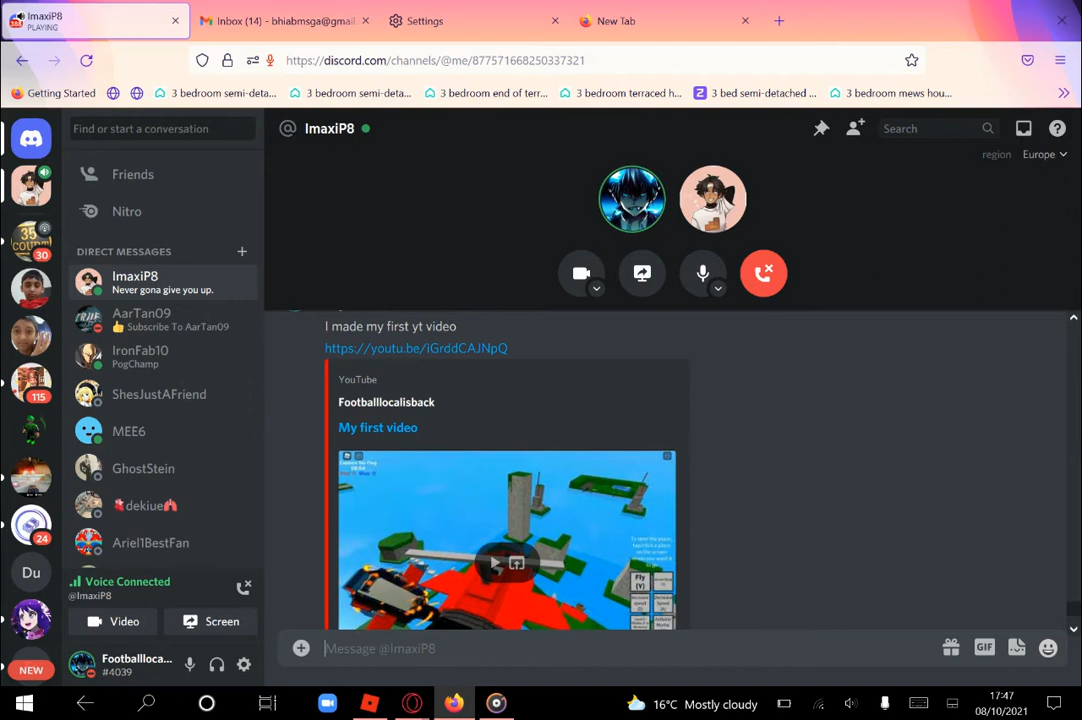 ImaxiP8
PLAYING
Inbox (14) - bhiabmsga@gmail.
Settings
New Tab
https://discord.com/channels/@me/877571668250337321
Getting Started
3 bedroom semi-deta...
3 bedroom semi-deta...
3 bedroom end of terr...
3 bedroom terraced h...
3 bed semi-detached ...
3 bedroom mews hou...
Find or start a conversation
ImaxiP8
Search
region Europe
Friends
Nitro
DIRECT MESSAGES
ImaxiP8
Never gona give you up.
AarTan09
👍 Subscribe To AarTan09
IronFab10
PogChamp
ShesJustAFriend
MEE6
GhostStein
🫀dekiue🫁
Ariel1BestFan
30
115
24
Du
NEW
Voice Connected
@ImaxiP8
Video
Screen
Footballloca...
#4039
I made my first yt video
https://youtu.be/iGrddCAJNpQ
YouTube
Footballlocalisback
My first video
Fly
(Y)
Message @ImaxiP8
GIF
16°C Mostly cloudy
17:47
08/10/2021